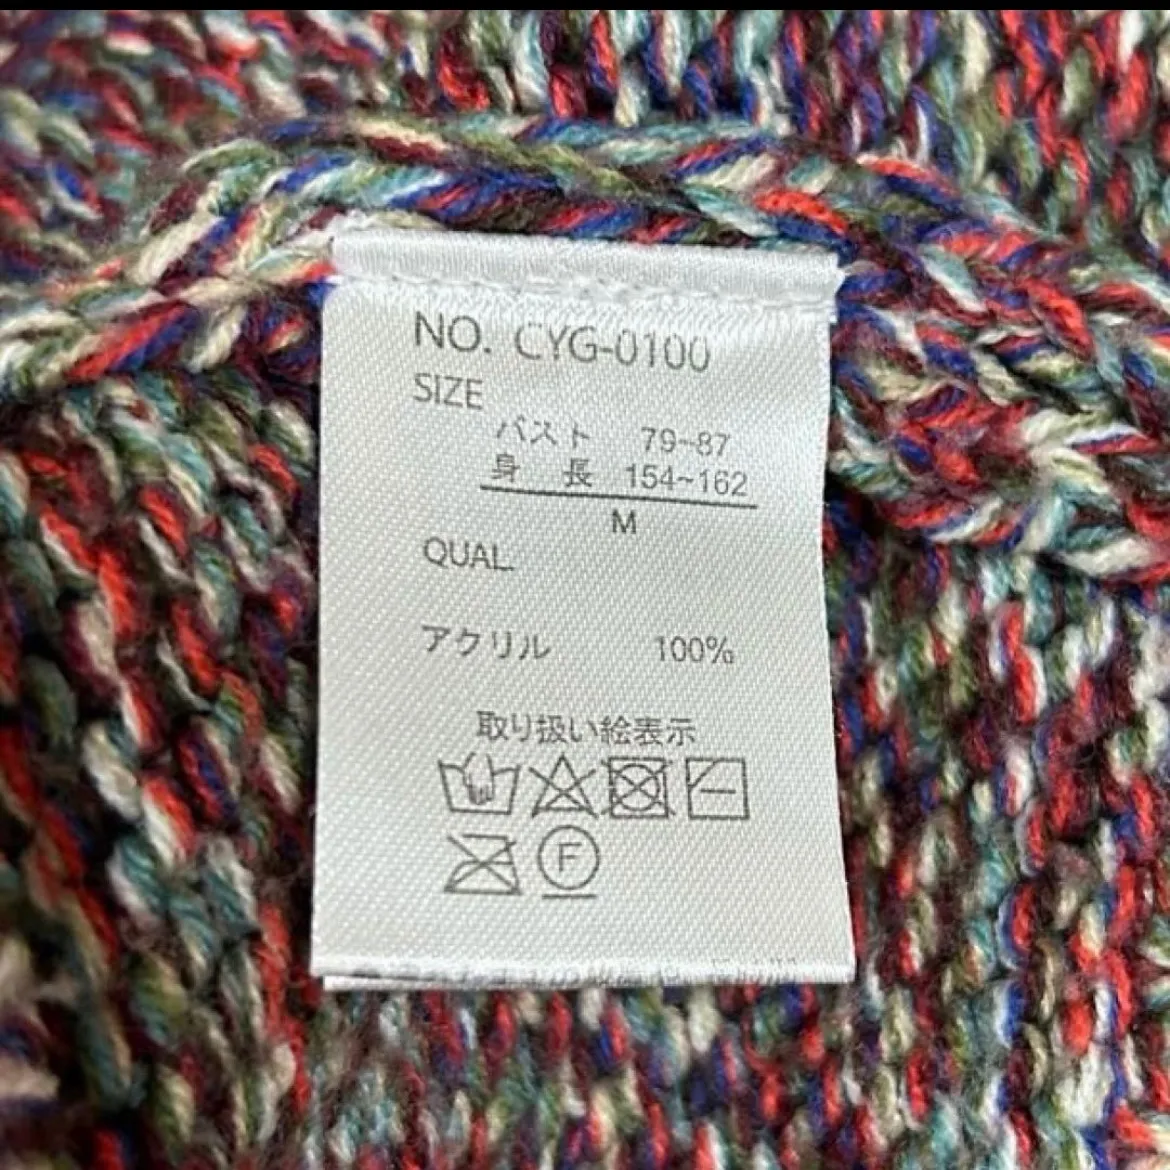 NO. CYG-0100
SIZE
バスト 79~87
身 長 154~162
M
QUAL
アクリル 100%
取り扱い絵表示
F